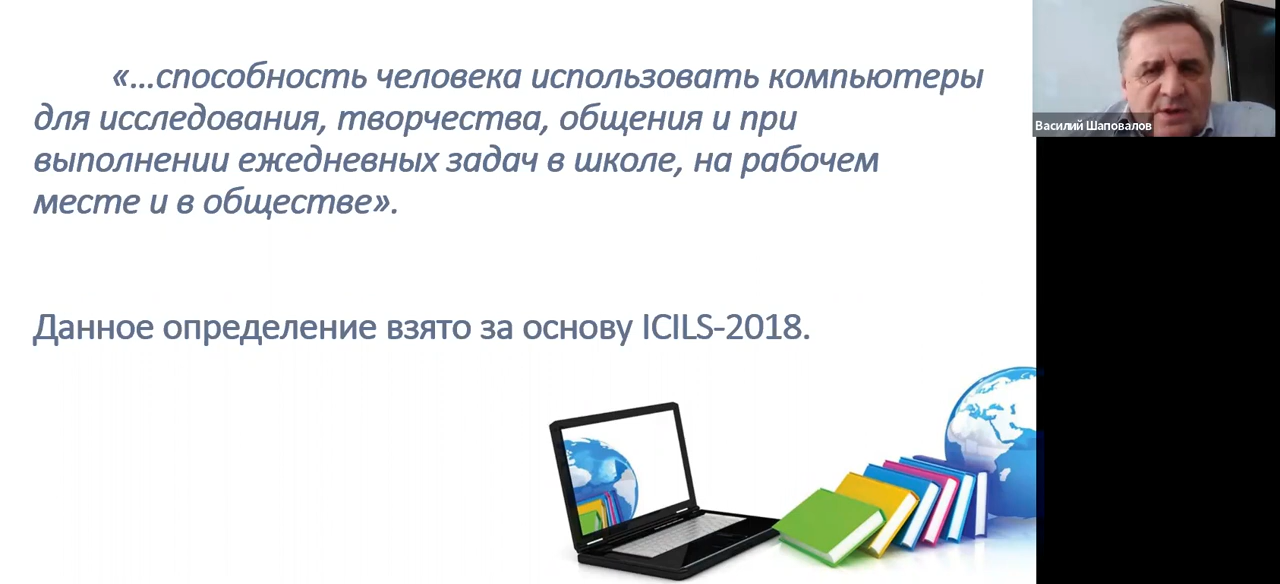 «...способность человека использовать компьютеры
для исследования, творчества, общения и при
выполнении ежедневных задач в школе, на рабочем
месте и в обществе».
Данное определение взято за основу ICILS-2018.
Василий Шаповалов